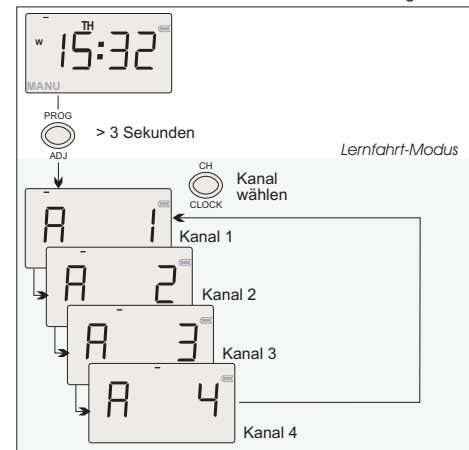 TH
W 15:32
MANU
PROG
ADJ
> 3 Sekunden
Lernfahrt-Modus
CH
CLOCK
Kanal
wählen
A 1
Kanal 1
A 2
Kanal 2
A 3
Kanal 3
A 4
Kanal 4